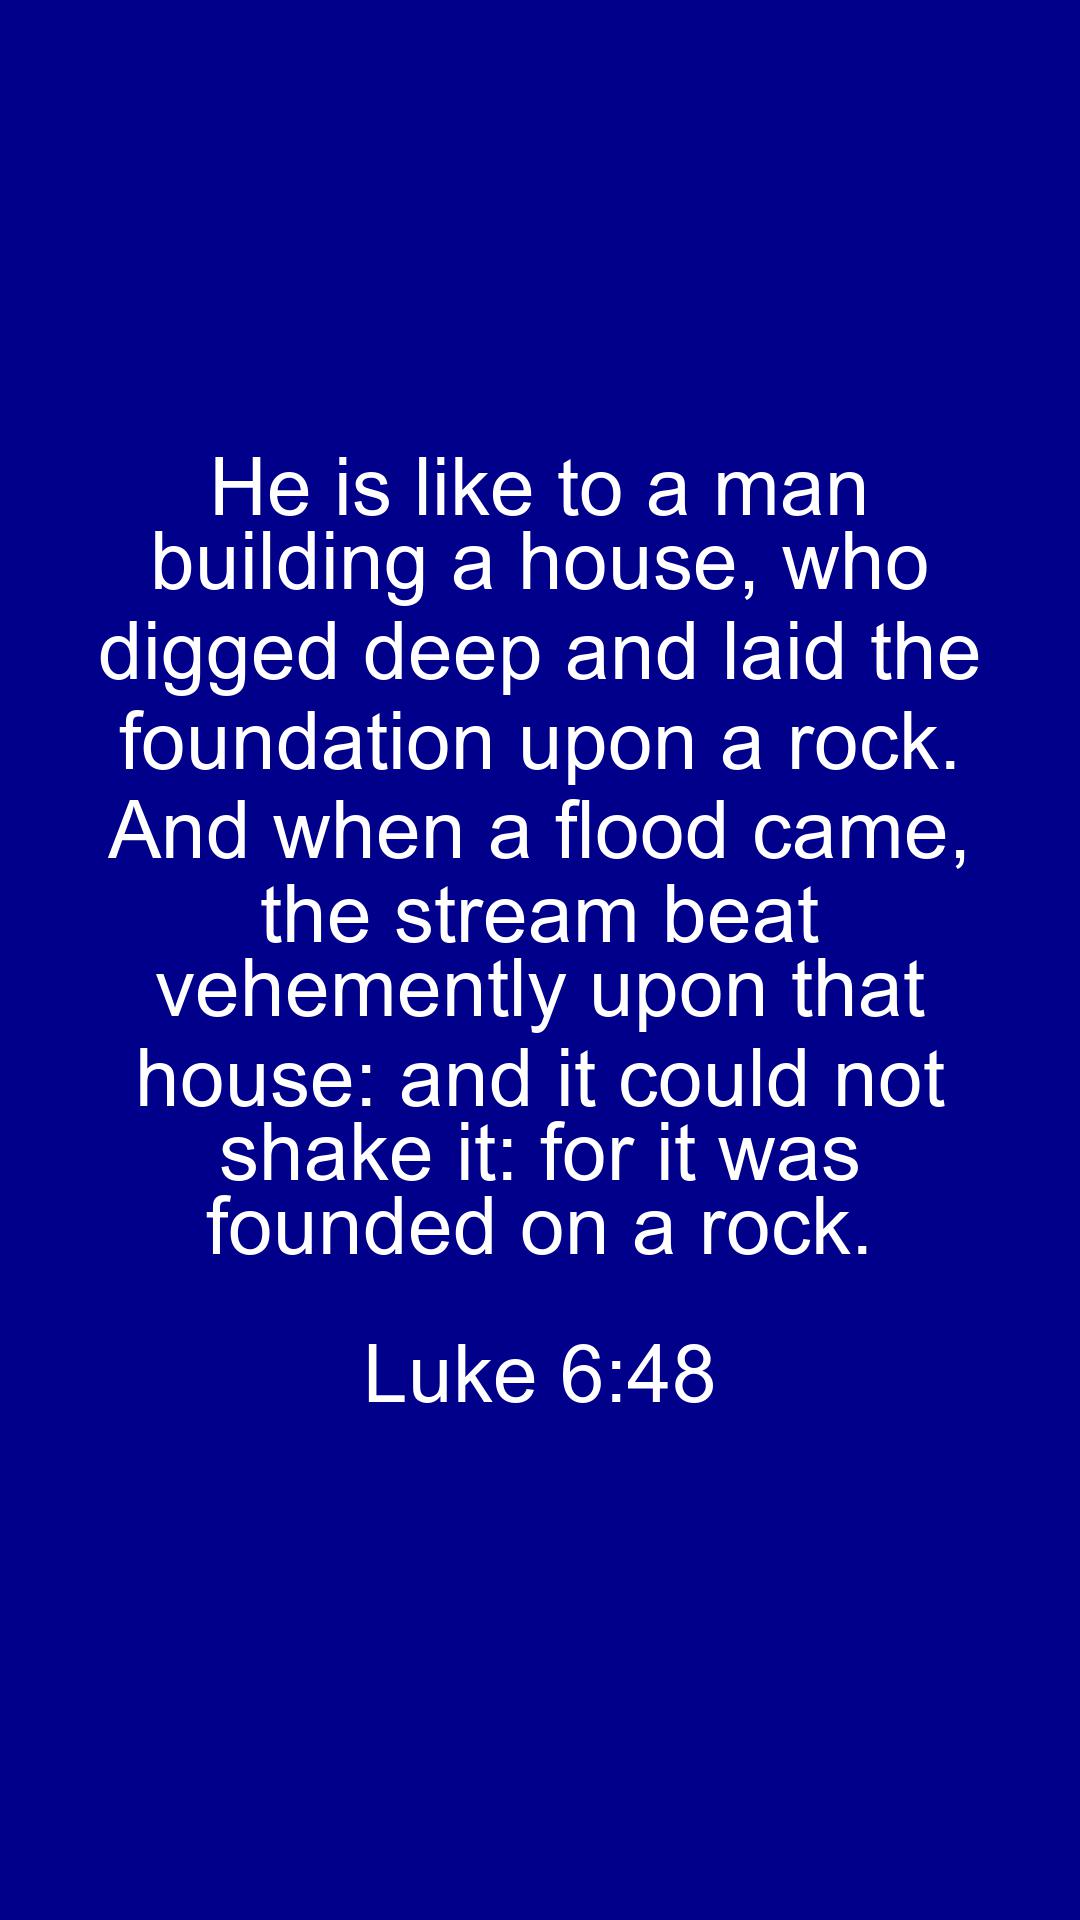 He is like to a man
building a house, who
digged deep and laid the
foundation upon a rock.
And when a flood came,
the stream beat
vehemently upon that
house: and it could not
shake it: for it was
founded on a rock.
Luke 6:48